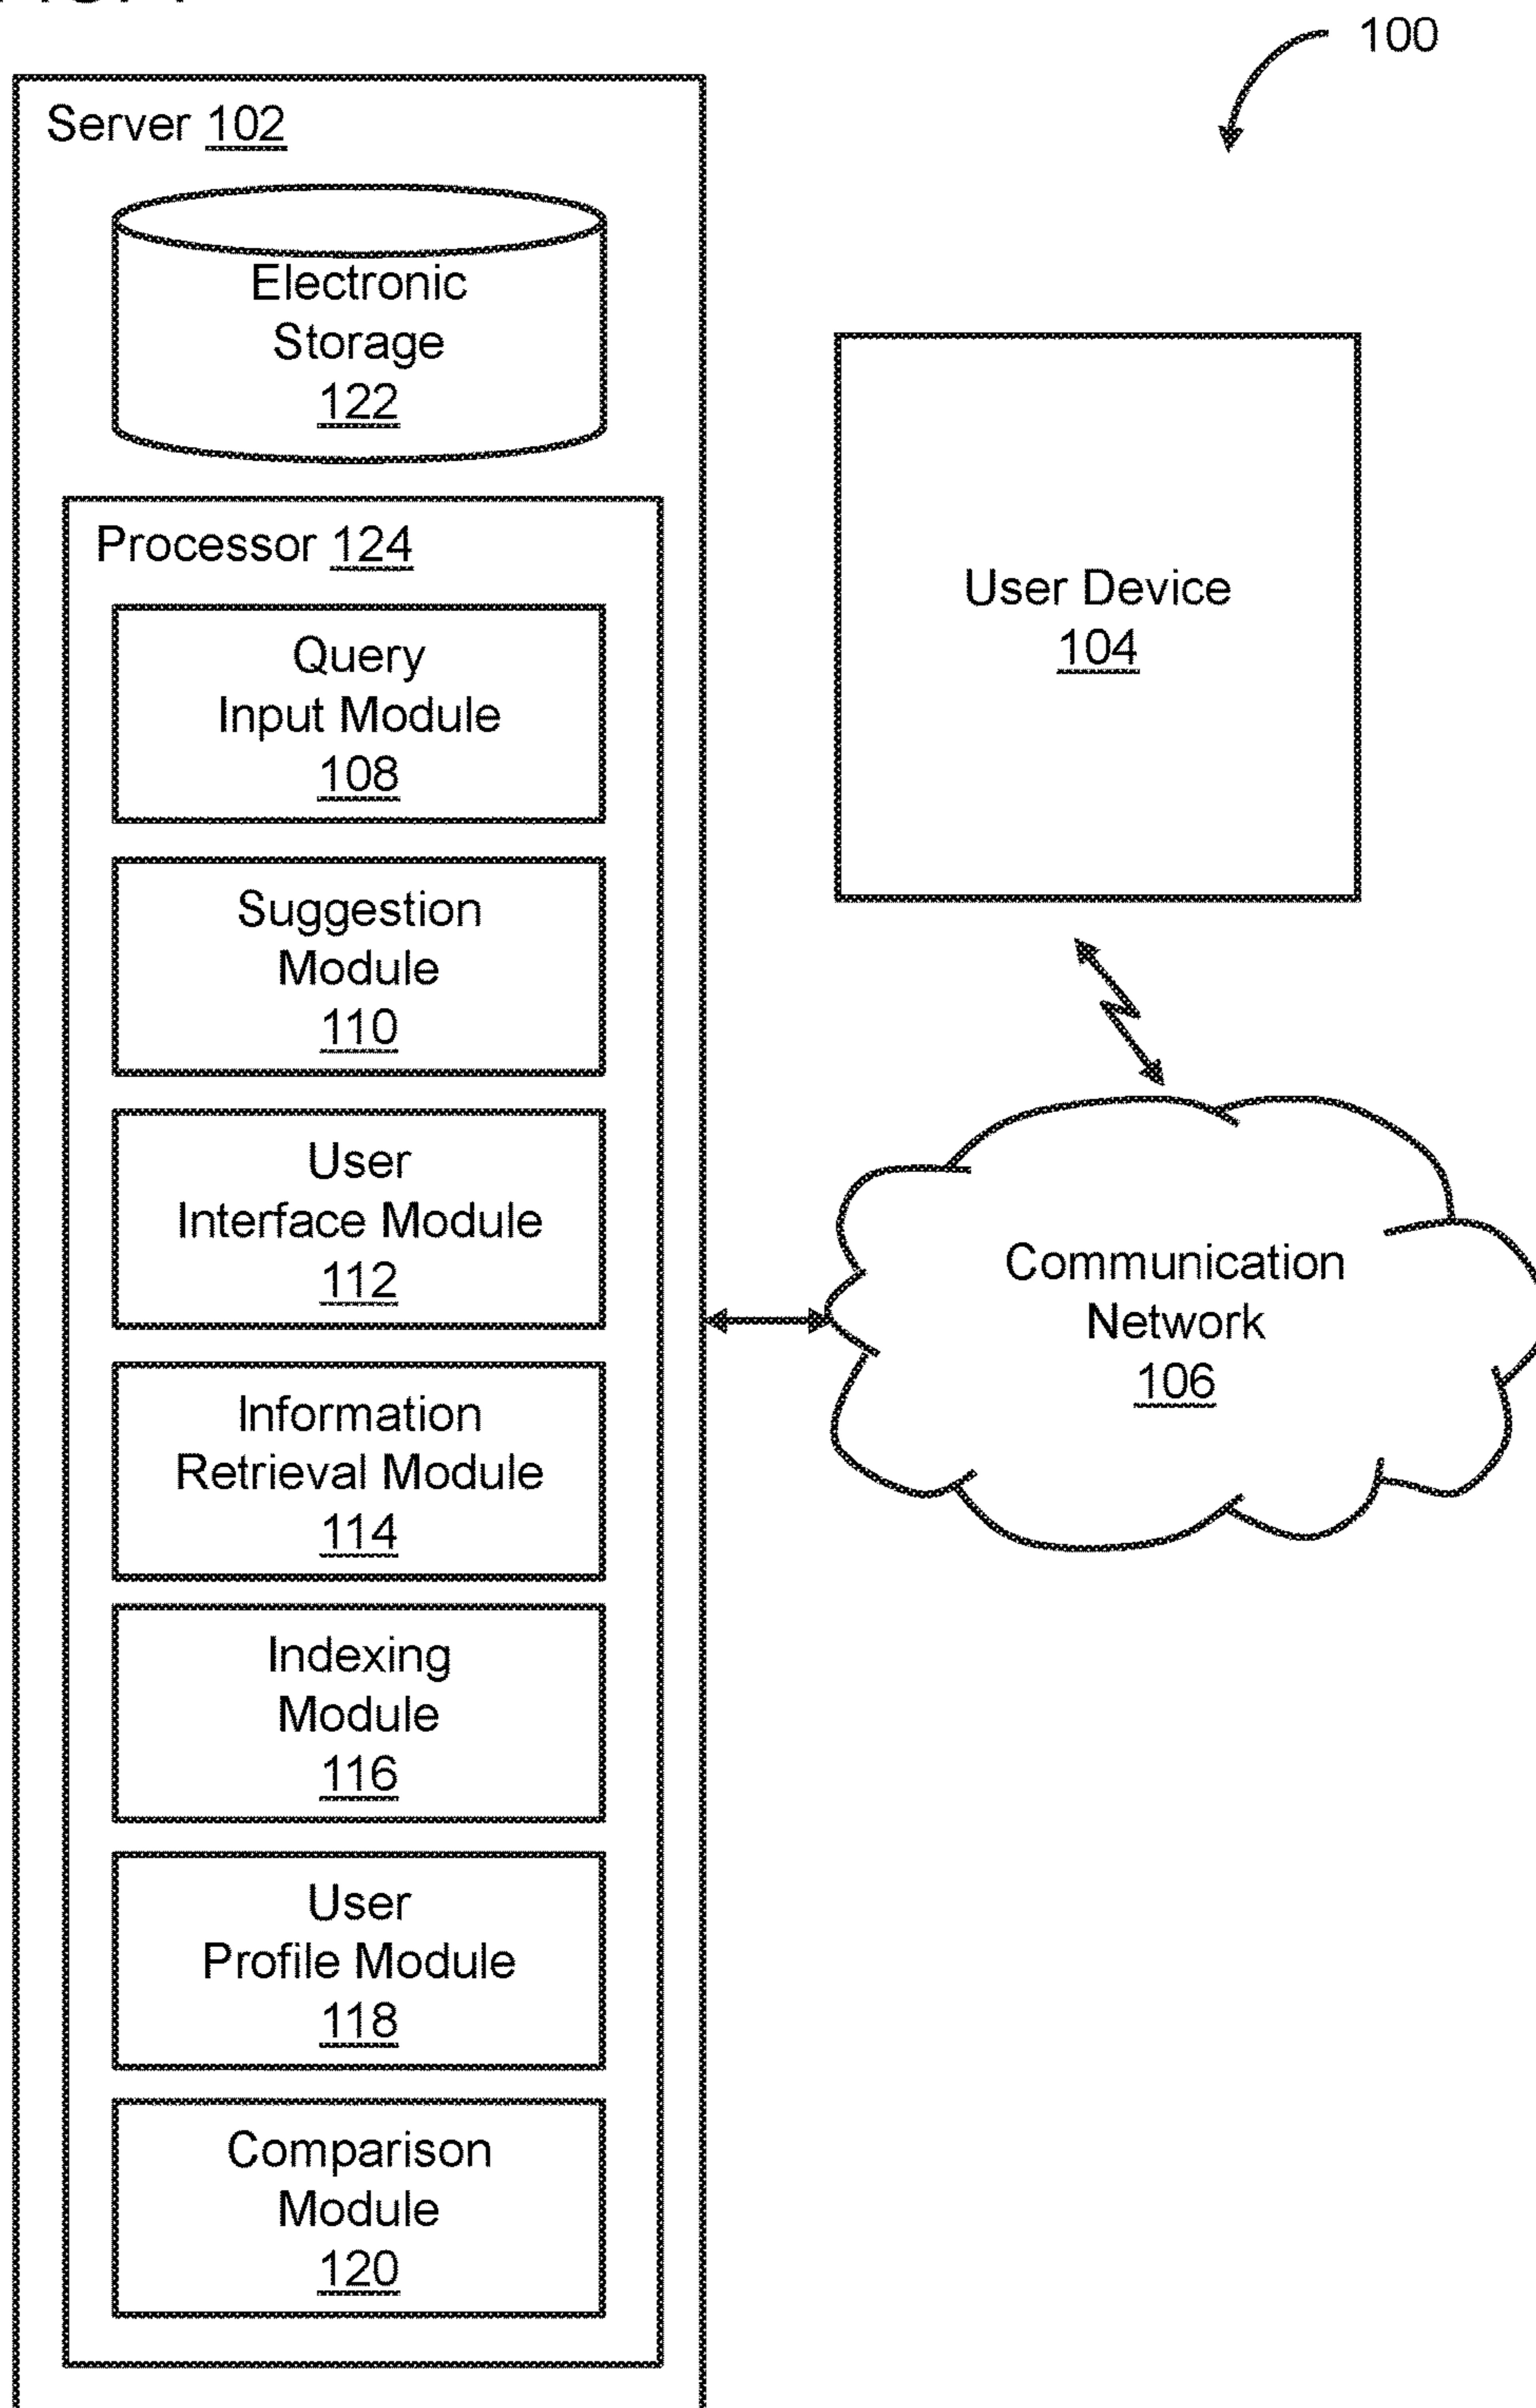 100
Server 102
Electronic
Storage
122
Processor 124
Query
Input Module
108
Suggestion
Module
110
User
Interface Module
112
Information
Retrieval Module
114
Indexing
Module
116
User
Profile Module
118
Comparison
Module
120
User Device
104
Communication
Network
106